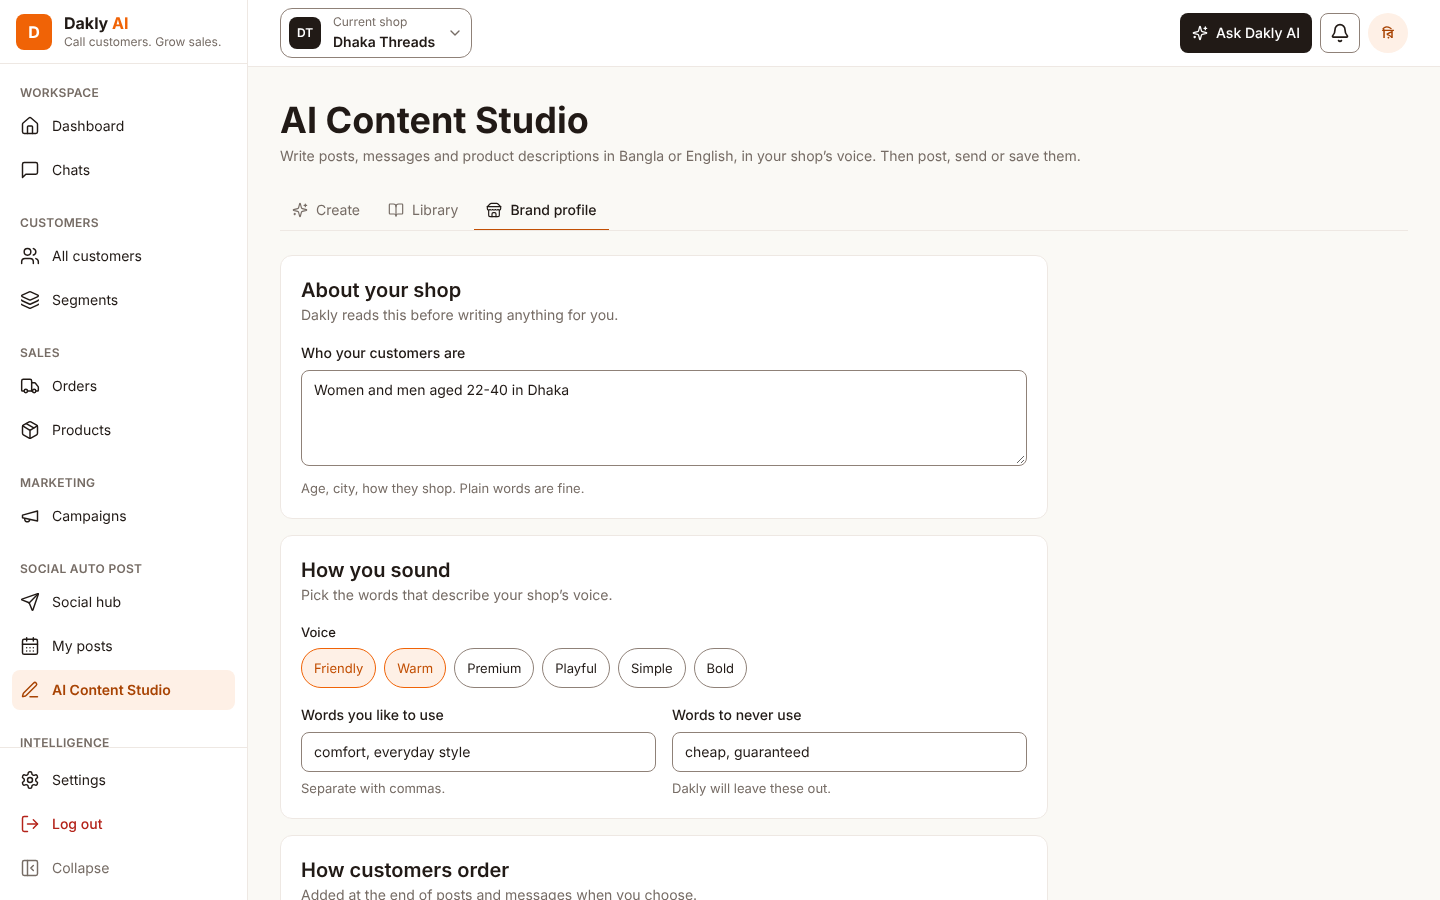 D
Dakly AI
Call customers. Grow sales.
WORKSPACE
Dashboard
Chats
CUSTOMERS
All customers
Segments
SALES
Orders
Products
MARKETING
Campaigns
SOCIAL AUTO POST
Social hub
My posts
AI Content Studio
INTELLIGENCE
Settings
Log out
Collapse
DT
Current shop
Dhaka Threads
Ask Dakly AI
রি
AI Content Studio
Write posts, messages and product descriptions in Bangla or English, in your shop’s voice. Then post, send or save them.
Create
Library
Brand profile
About your shop
Dakly reads this before writing anything for you.
Who your customers are
Women and men aged 22-40 in Dhaka
Age, city, how they shop. Plain words are fine.
How you sound
Pick the words that describe your shop’s voice.
Voice
Friendly
Warm
Premium
Playful
Simple
Bold
Words you like to use
comfort, everyday style
Separate with commas.
Words to never use
cheap, guaranteed
Dakly will leave these out.
How customers order
Added at the end of posts and messages when you choose.